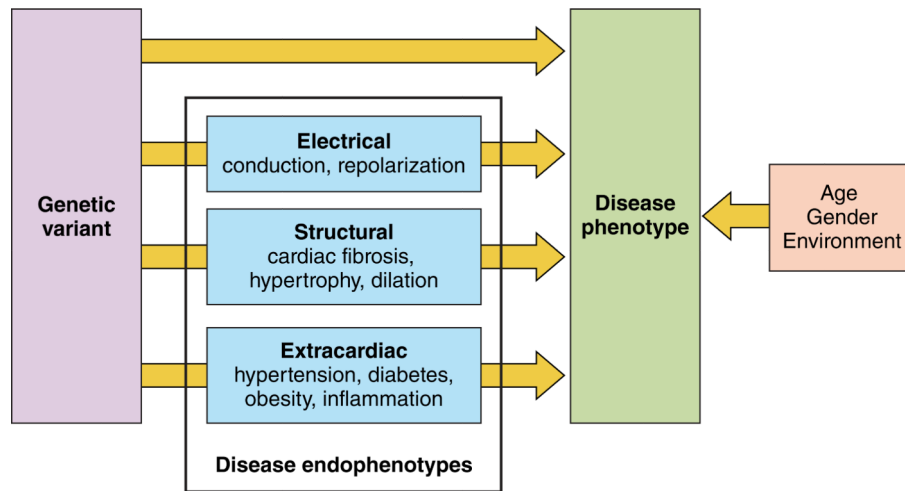 Genetic
variant
Electrical
conduction, repolarization
Structural
cardiac fibrosis,
hypertrophy, dilation
Extracardiac
hypertension, diabetes,
obesity, inflammation
Disease endophenotypes
Disease
phenotype
Age
Gender
Environment